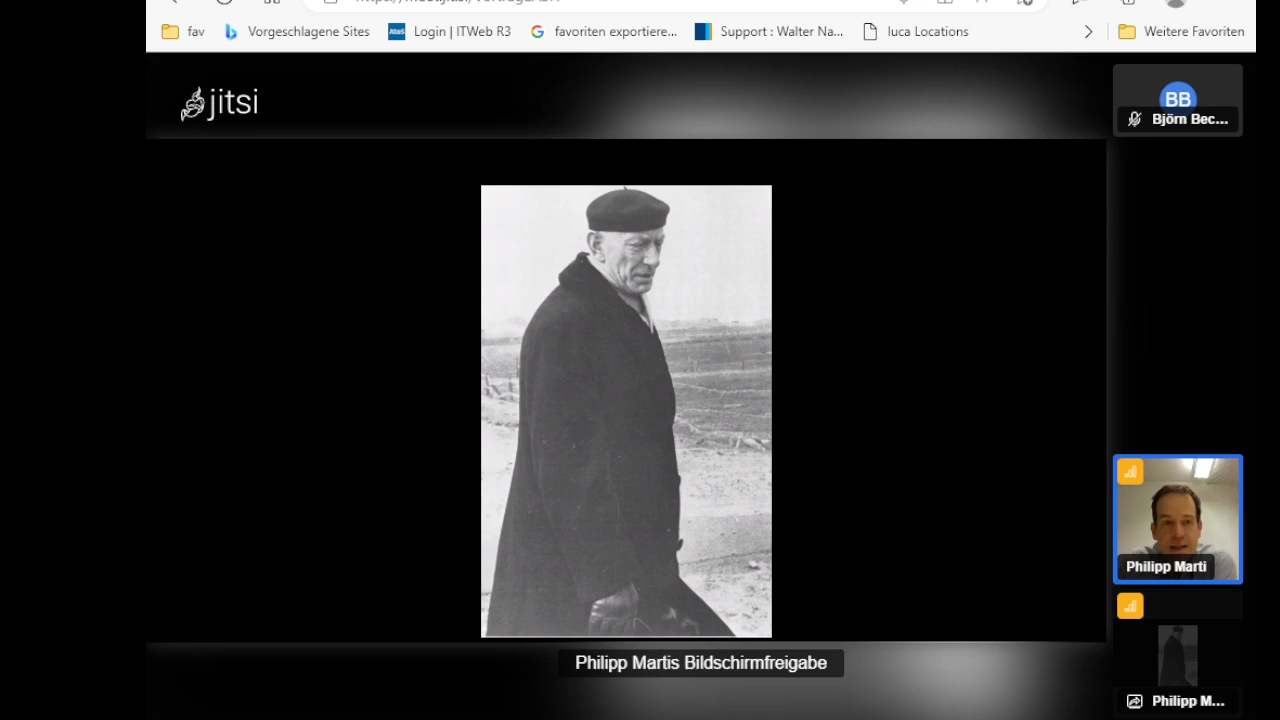 fav
Vorgeschlagene Sites
Atos
Login | ITWeb R3
favoriten exportiere...
Support : Walter Na...
luca Locations
Weitere Favoriten
jitsi
BB
Björn Bec...
Philipp Marti
Philipp Martis Bildschirmfreigabe
Philipp M...